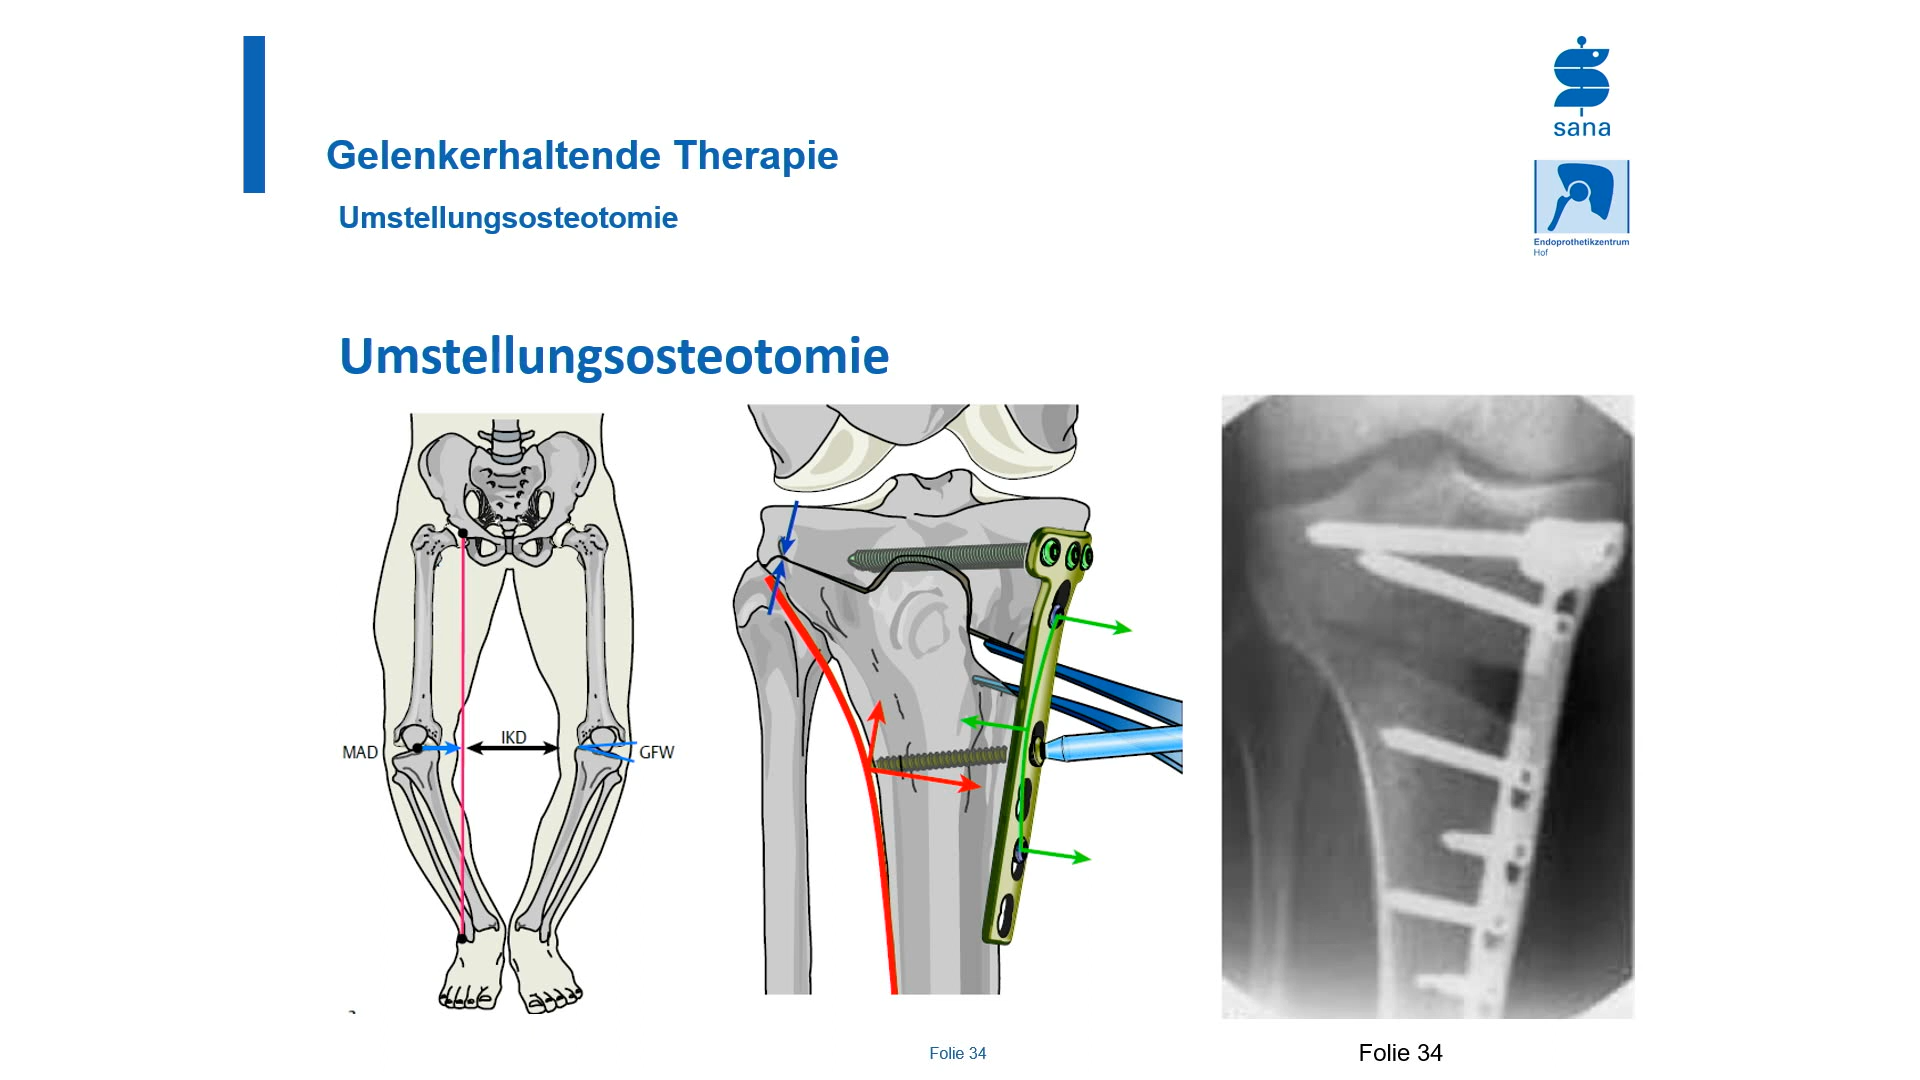 sana
Gelenkerhaltende Therapie
Umstellungsosteotomie
Endoprothetikzentrum
Hof
Umstellungsosteotomie
MAD
IKD
GFW
Folie 34
Folie 34